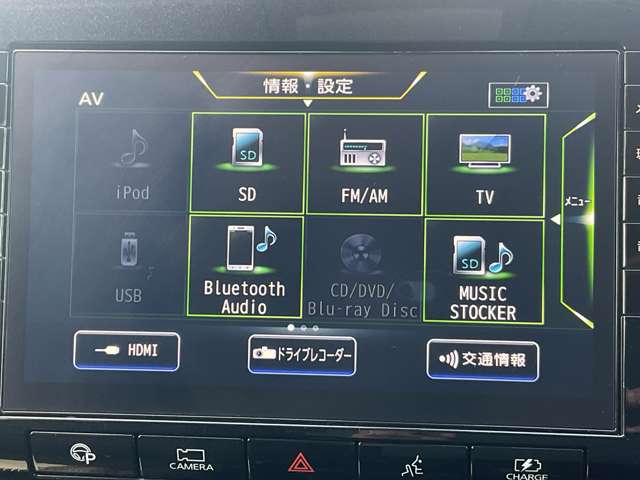 情報・設定
AV
iPod
SD
SD
FM/AM
TV
メニュー
USB
Bluetooth
Audio
CD/DVD/
Blu-ray Disc
SD
MUSIC
STOCKER
HDMI
ドライブレコーダー
交通情報
P
CAMERA
CHARGE